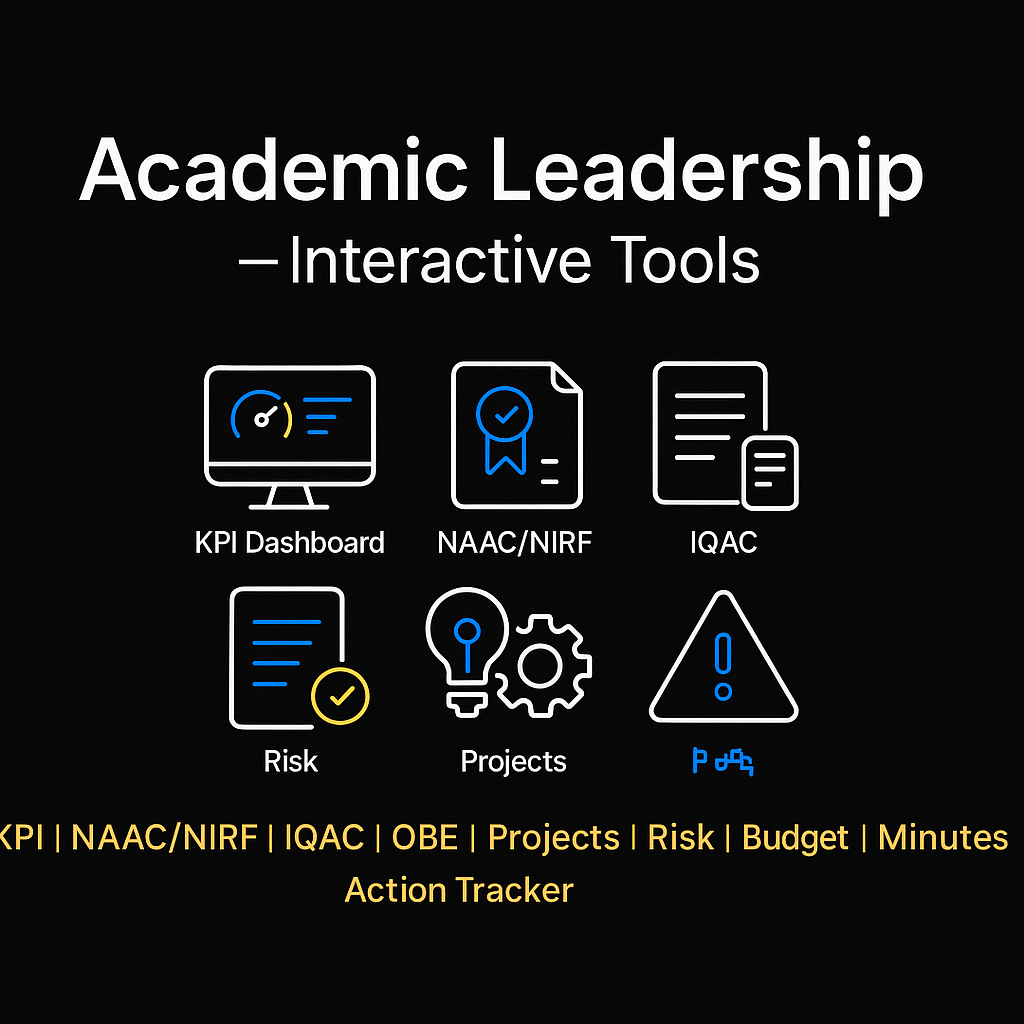 Academic Leadership
– Interactive Tools
KPI Dashboard
NAAC/NIRF
IQAC
Risk
Projects
KPI | NAAC/NIRF | IQAC | OBE | Projects | Risk | Budget | Minutes
Action Tracker